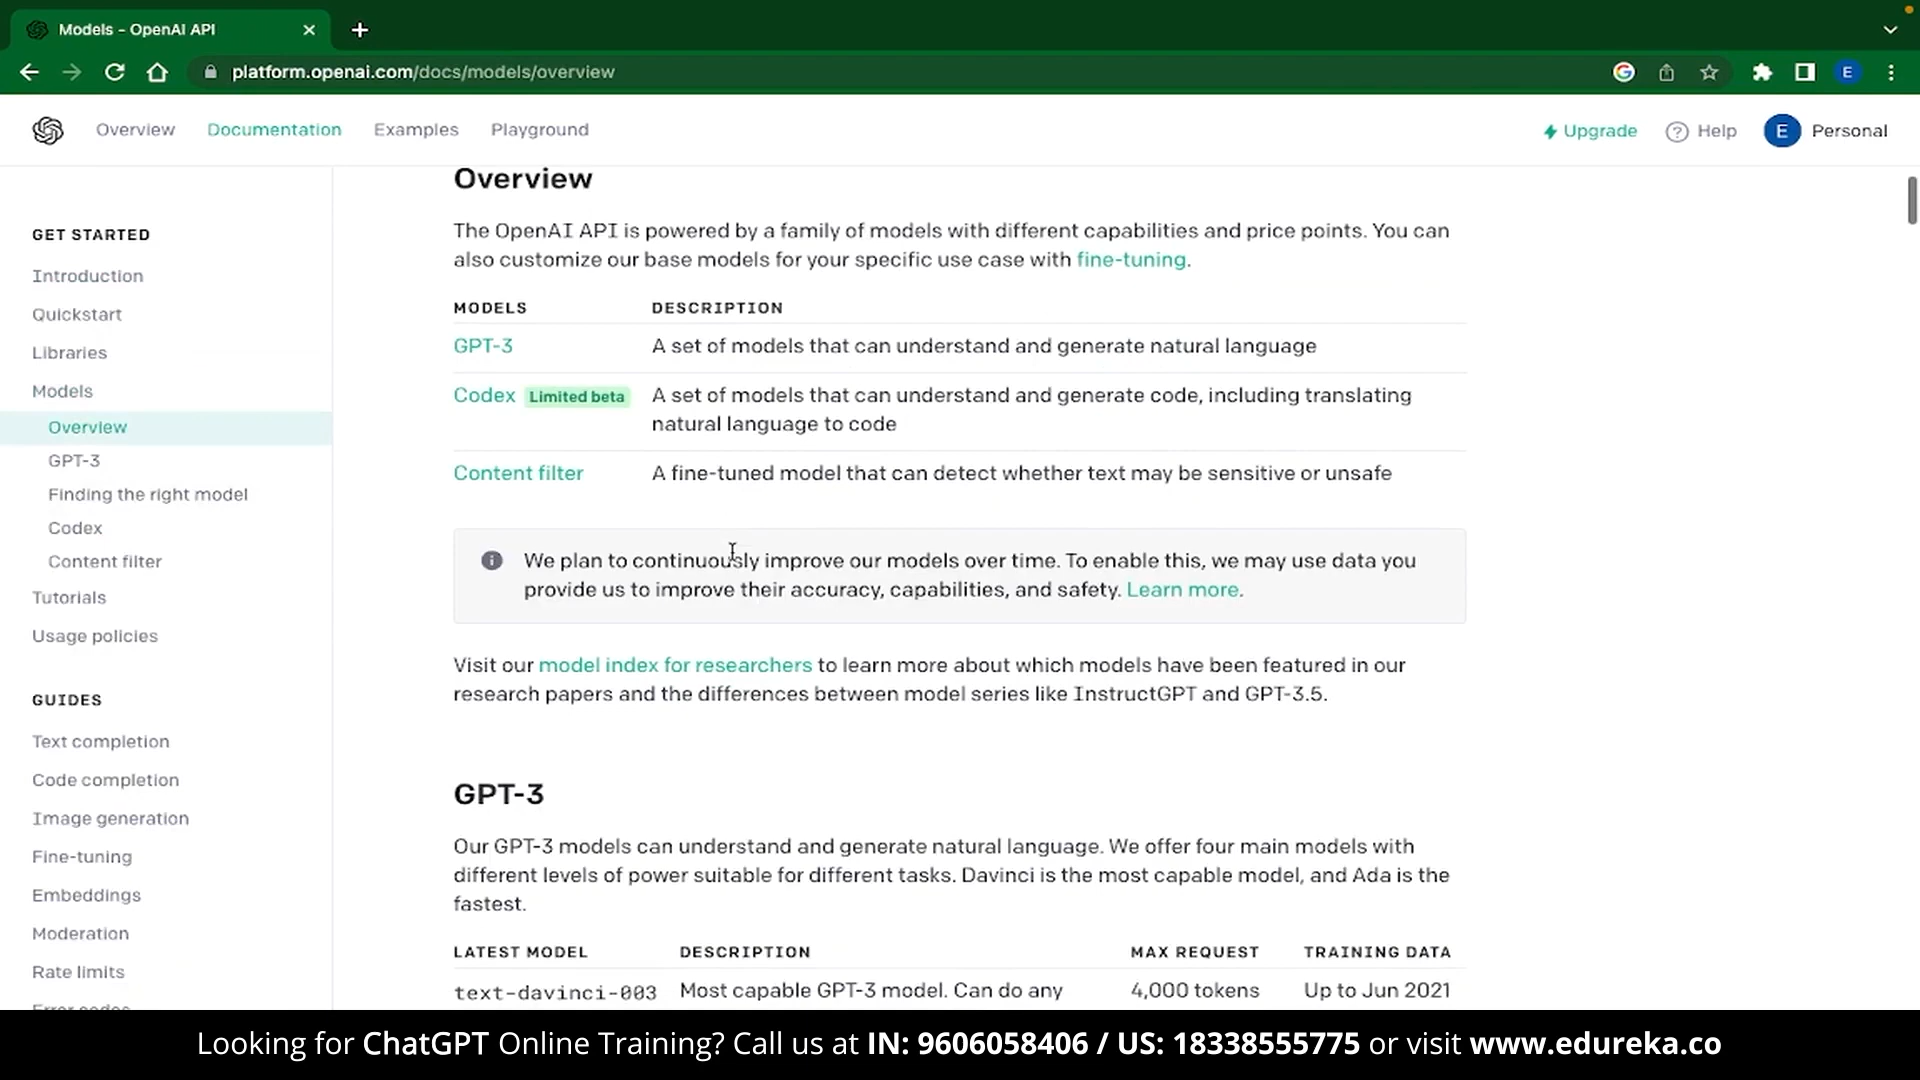 Models - OpenAI API
platform.openai.com/docs/models/overview
E
Overview
Documentation
Examples
Playground
Upgrade
Help
E
Personal
GET STARTED
Introduction
Quickstart
Libraries
Models
Overview
GPT-3
Finding the right model
Codex
Content filter
Tutorials
Usage policies
GUIDES
Text completion
Code completion
Image generation
Fine-tuning
Embeddings
Moderation
Rate limits
Error codes
Overview
The OpenAI API is powered by a family of models with different capabilities and price points. You can
also customize our base models for your specific use case with fine-tuning.
MODELS DESCRIPTION
GPT-3 A set of models that can understand and generate natural language
Codex Limited beta A set of models that can understand and generate code, including translating
natural language to code
Content filter A fine-tuned model that can detect whether text may be sensitive or unsafe
We plan to continuously improve our models over time. To enable this, we may use data you
provide us to improve their accuracy, capabilities, and safety. Learn more.
Visit our model index for researchers to learn more about which models have been featured in our
research papers and the differences between model series like InstructGPT and GPT-3.5.
GPT-3
Our GPT-3 models can understand and generate natural language. We offer four main models with
different levels of power suitable for different tasks. Davinci is the most capable model, and Ada is the
fastest.
LATEST MODEL DESCRIPTION MAX REQUEST TRAINING DATA
text-davinci-003 Most capable GPT-3 model. Can do any 4,000 tokens Up to Jun 2021
Looking for ChatGPT Online Training? Call us at IN: 9606058406 / US: 18338555775 or visit www.edureka.co